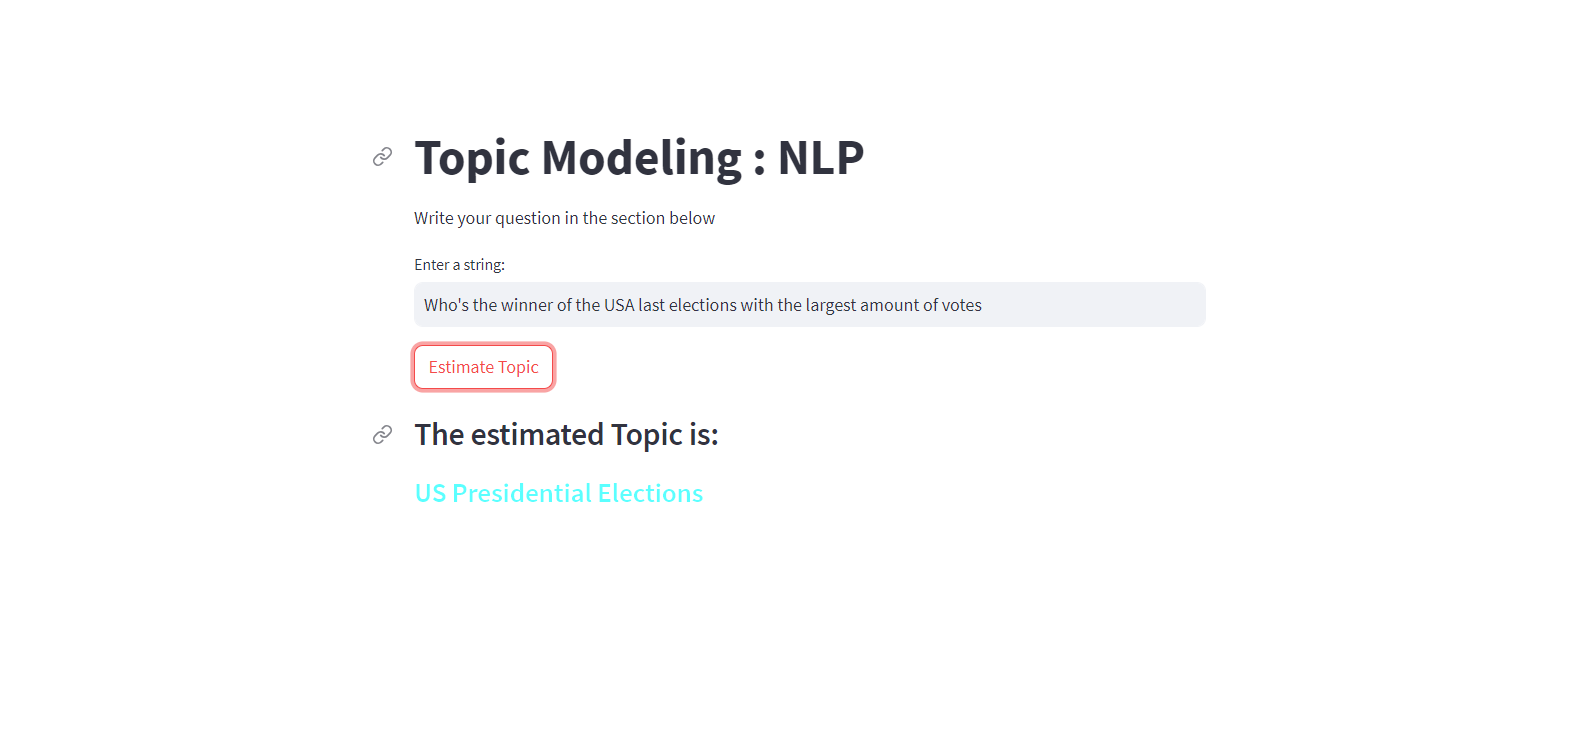 Topic Modeling : NLP
Write your question in the section below
Enter a string:
Who's the winner of the USA last elections with the largest amount of votes
Estimate Topic
The estimated Topic is:
US Presidential Elections